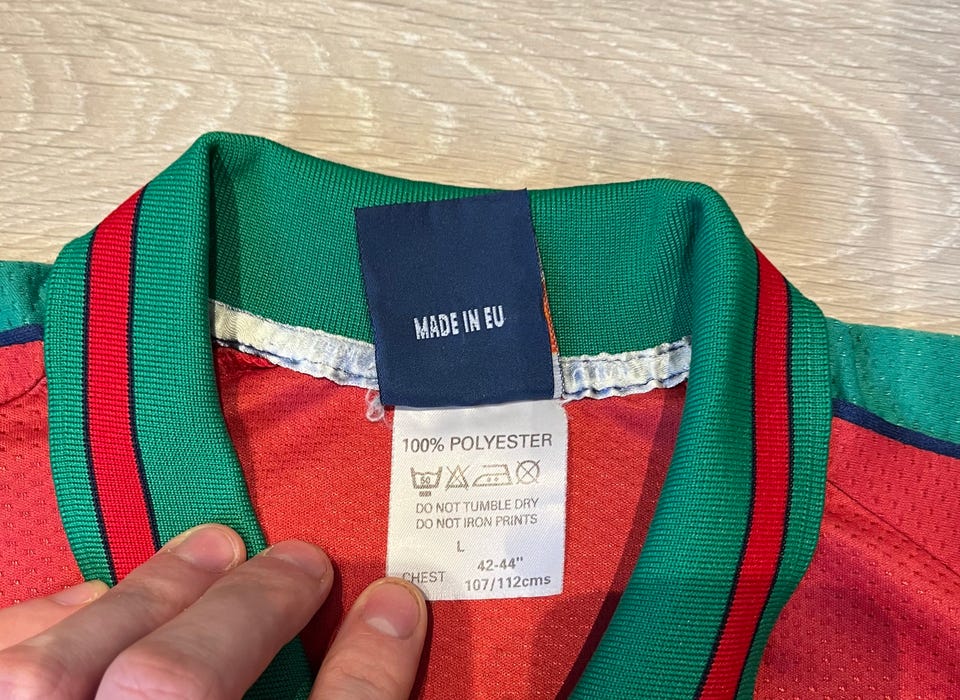 MADE IN EU
100% POLYESTER
50
DO NOT TUMBLE DRY
DO NOT IRON PRINTS
L
42-44"
CHEST 107/112cms